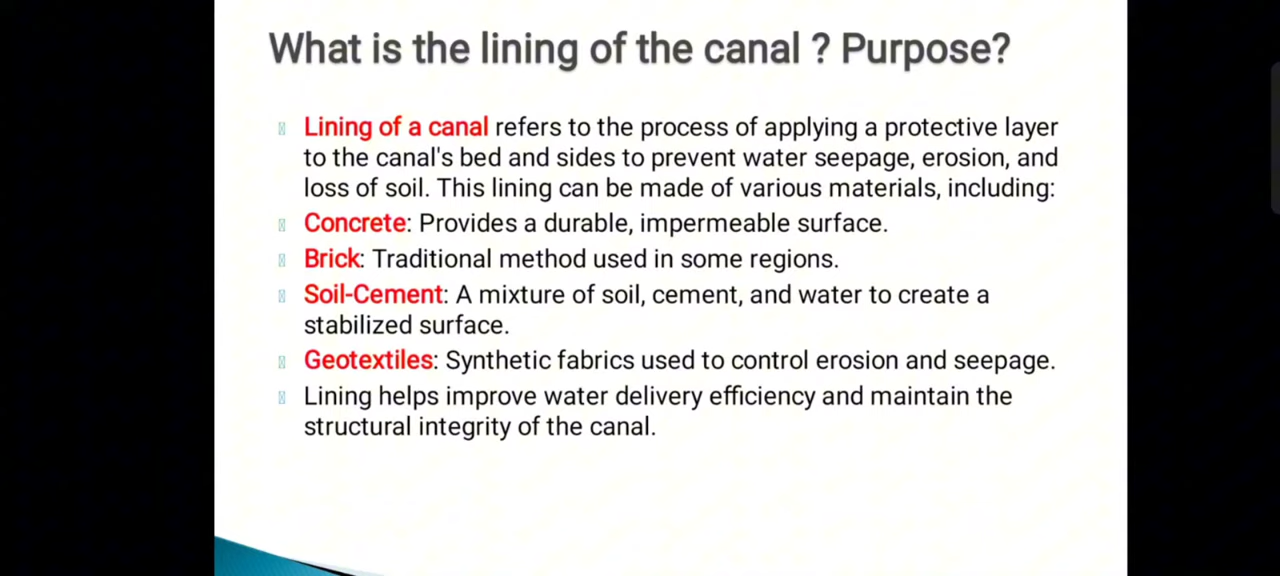 What is the lining of the canal ? Purpose?
Lining of a canal refers to the process of applying a protective layer
to the canal's bed and sides to prevent water seepage, erosion, and
loss of soil. This lining can be made of various materials, including:
Concrete: Provides a durable, impermeable surface.
Brick: Traditional method used in some regions.
Soil-Cement: A mixture of soil, cement, and water to create a
stabilized surface.
Geotextiles: Synthetic fabrics used to control erosion and seepage.
Lining helps improve water delivery efficiency and maintain the
structural integrity of the canal.